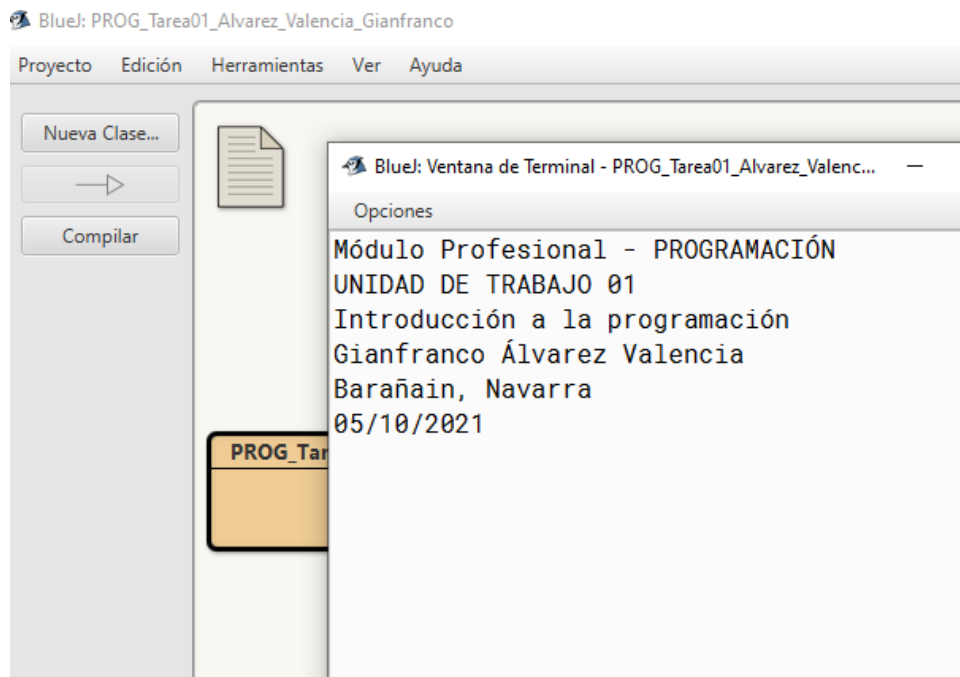 BlueJ: PROG_Tarea01_Alvarez_Valencia_Gianfranco
Proyecto Edición Herramientas Ver Ayuda
Nueva Clase...
Compilar
BlueJ: Ventana de Terminal - PROG_Tarea01_Alvarez_Valenc...
Opciones
Módulo Profesional - PROGRAMACIÓN
UNIDAD DE TRABAJO 01
Introducción a la programación
Gianfranco Álvarez Valencia
Barañain, Navarra
05/10/2021
PROG_Tar